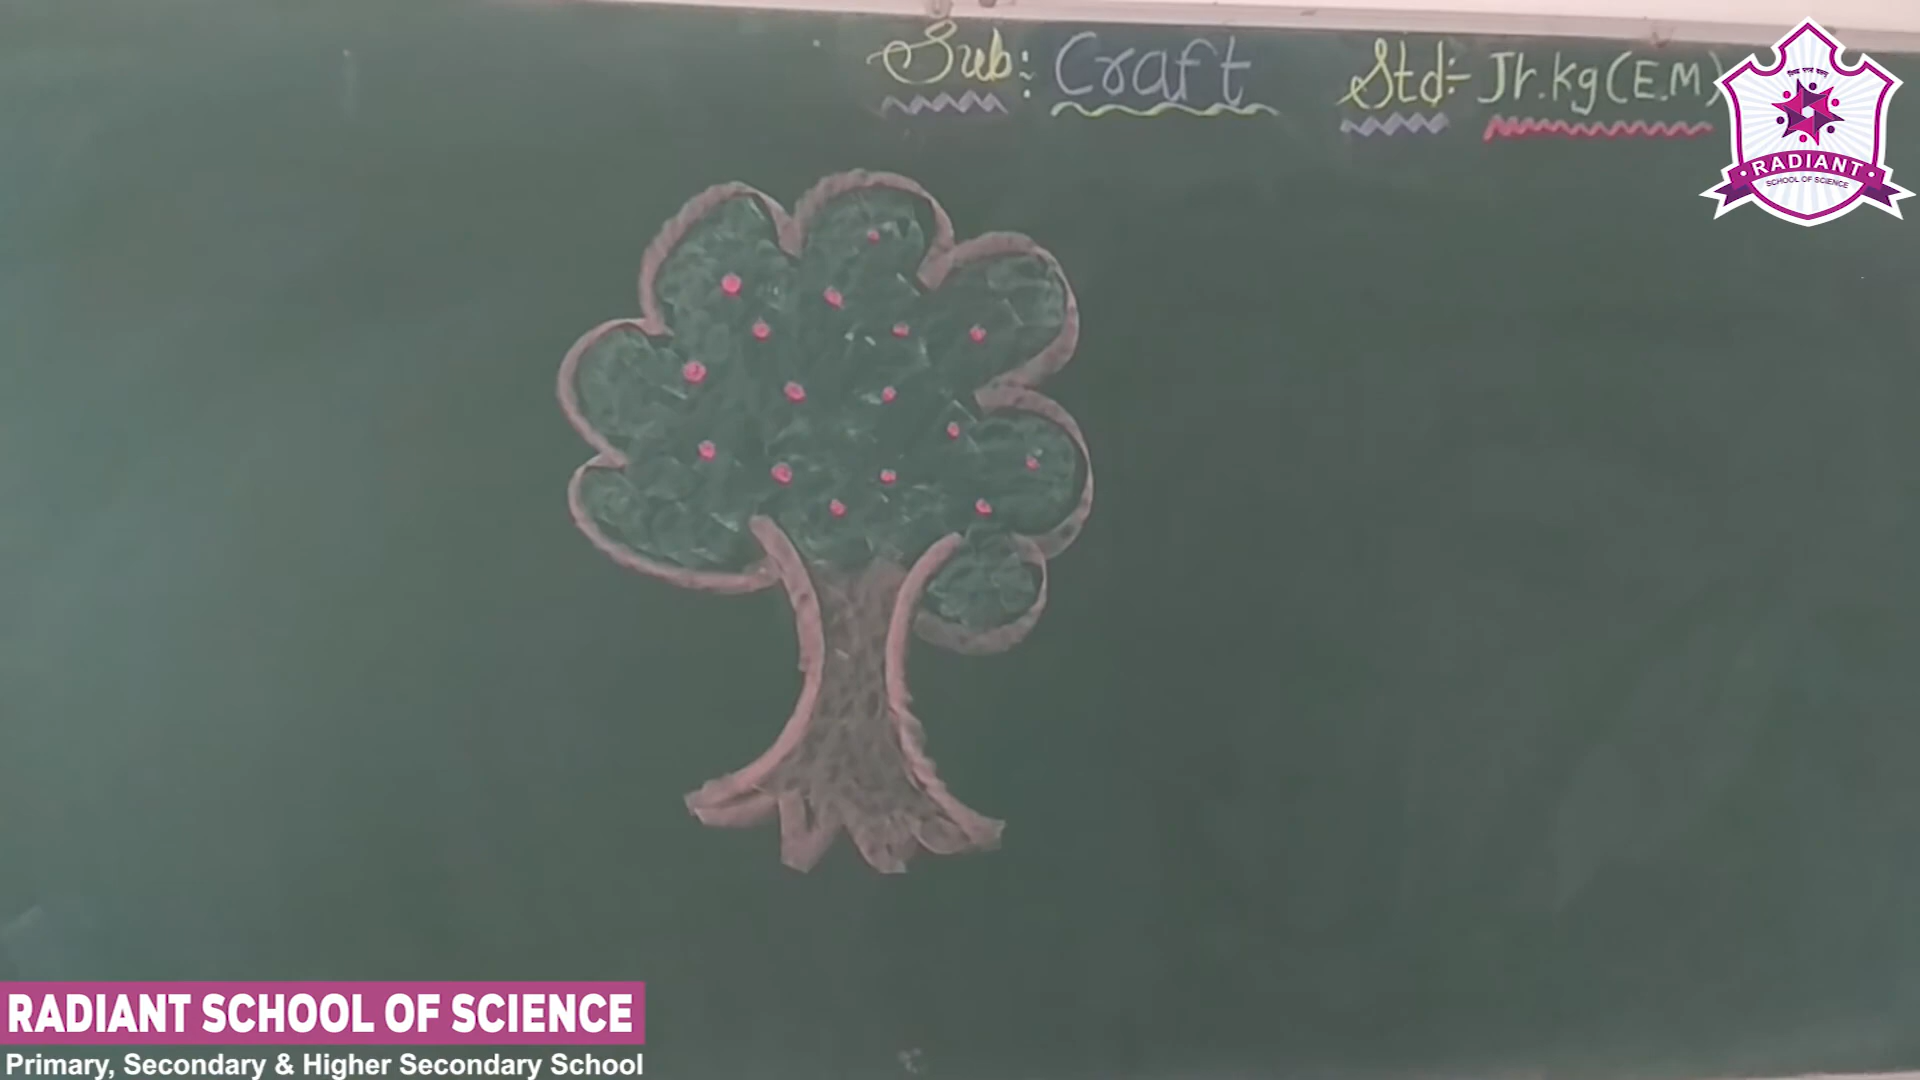 Sub: Craft Std:- Jr.kg (E.M)
RADIANT
SCHOOL OF SCIENCE
RADIANT SCHOOL OF SCIENCE
Primary, Secondary & Higher Secondary School